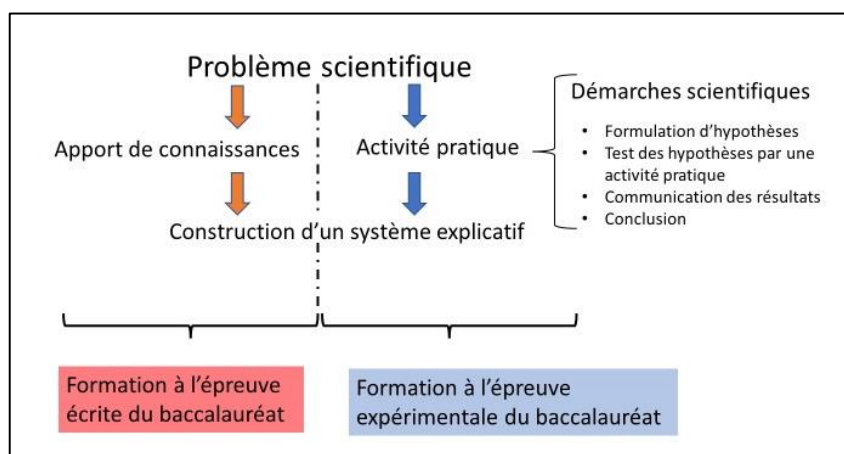 Problème scientifique
Apport de connaissances
Activité pratique
Démarches scientifiques
• Formulation d'hypothèses
• Test des hypothèses par une
activité pratique
• Communication des résultats
• Conclusion
Construction d'un système explicatif
Formation à l'épreuve
écrite du baccalauréat
Formation à l'épreuve
expérimentale du baccalauréat